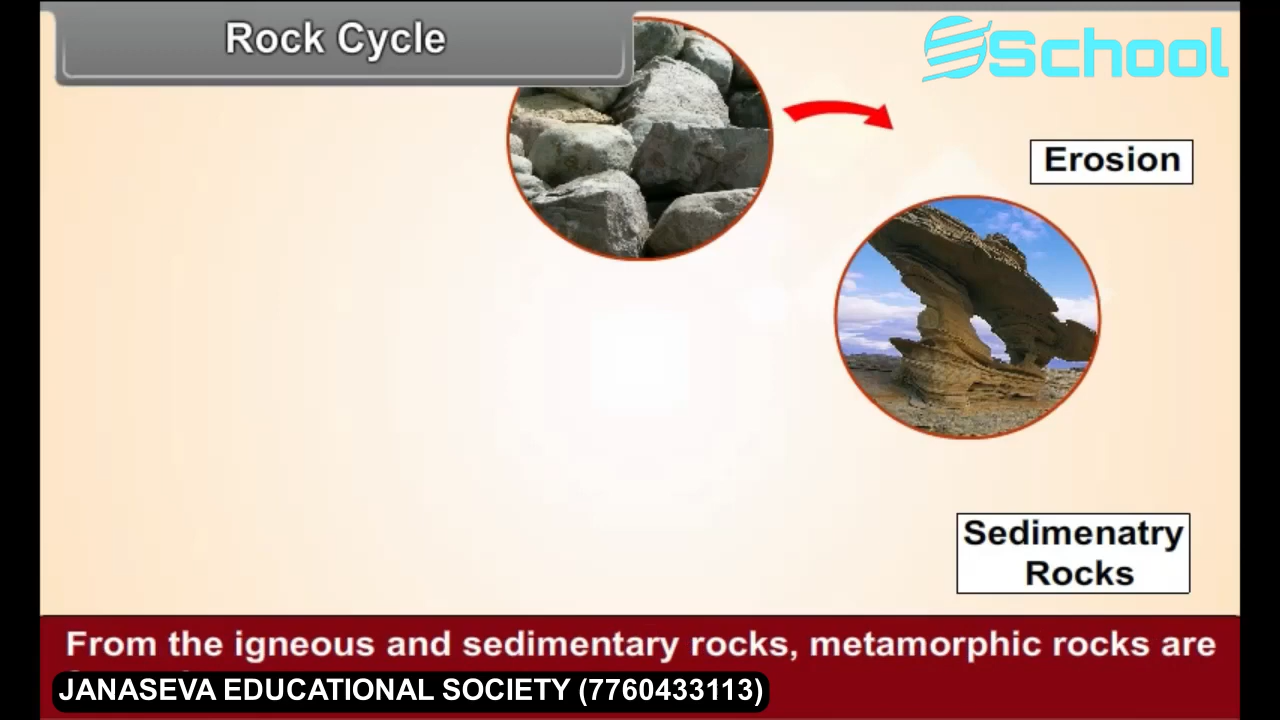 Rock Cycle
School
Erosion
Sedimenatry
Rocks
From the igneous and sedimentary rocks, metamorphic rocks are
JANASEVA EDUCATIONAL SOCIETY (7760433113)